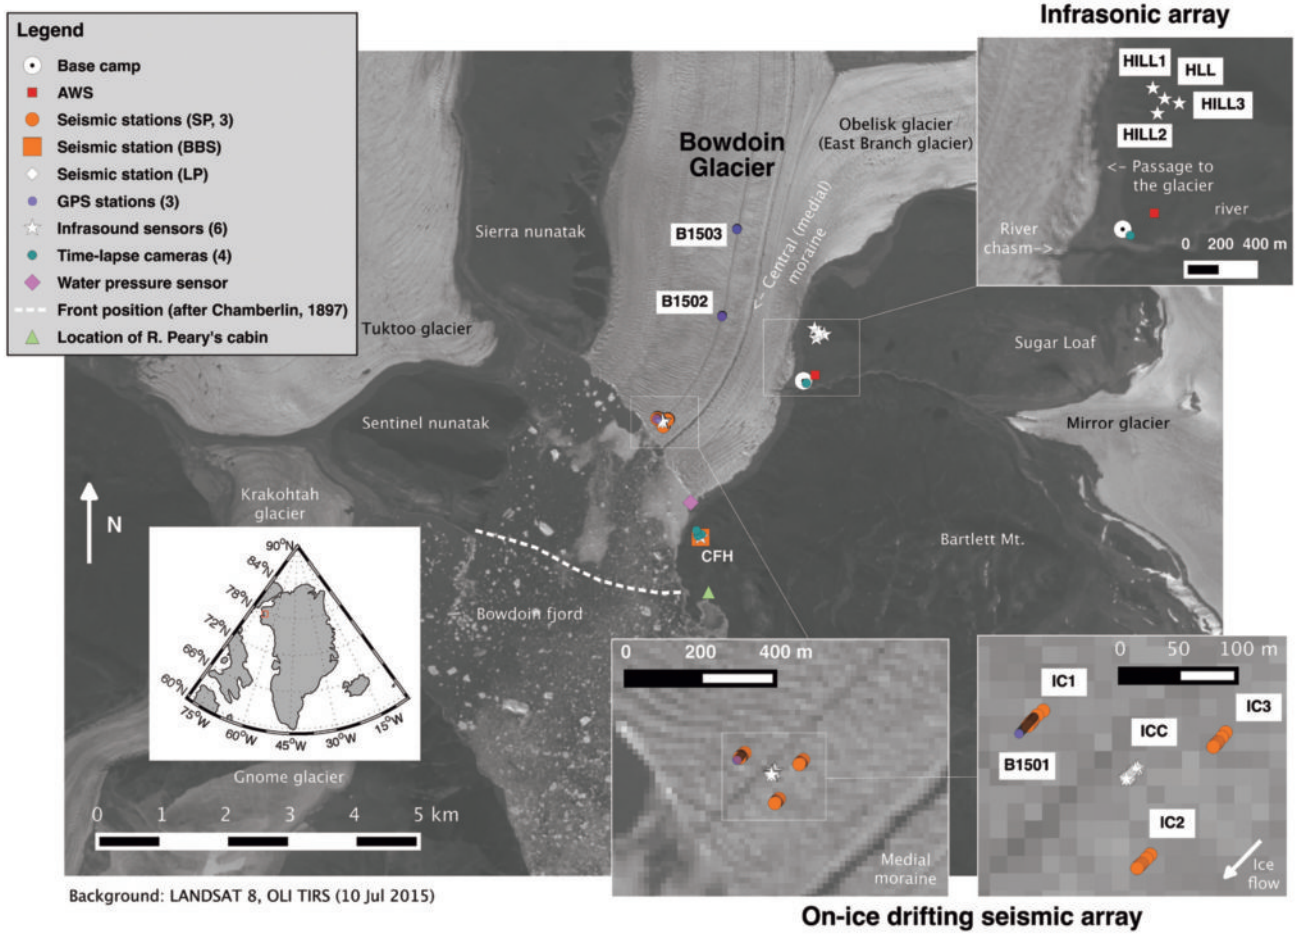 Infrasonic array
Legend
Base camp
AWS
Seismic stations (SP, 3)
Seismic station (BBS)
Seismic station (LP)
GPS stations (3)
Infrasound sensors (6)
Time-lapse cameras (4)
Water pressure sensor
Front position (after Chamberlin, 1897)
Location of R. Peary's cabin
HILL1
HLL
HILL3
HILL2
<- Passage to
the glacier
river
River
chasm->
0 200 400 m
Bowdoin
Glacier
Obelisk glacier
(East Branch glacier)
Sierra nunatak
B1503
B1502
<- Central (medial)
moraine
Tuktoo glacier
Sugar Loaf
Sentinel nunatak
Mirror glacier
Krakohtah
glacier
N
CFH
Bartlett Mt.
Bowdoin fjord
90°N
84°N
78°N
72°N
66°N
60°N
75°W
60°W
45°W
30°W
15°W
Gnome glacier
0 1 2 3 4 5 km
0 200 400 m
Medial
moraine
0 50 100 m
IC1
IC3
ICC
B1501
IC2
Ice
flow
Background: LANDSAT 8, OLI TIRS (10 Jul 2015)
On-ice drifting seismic array